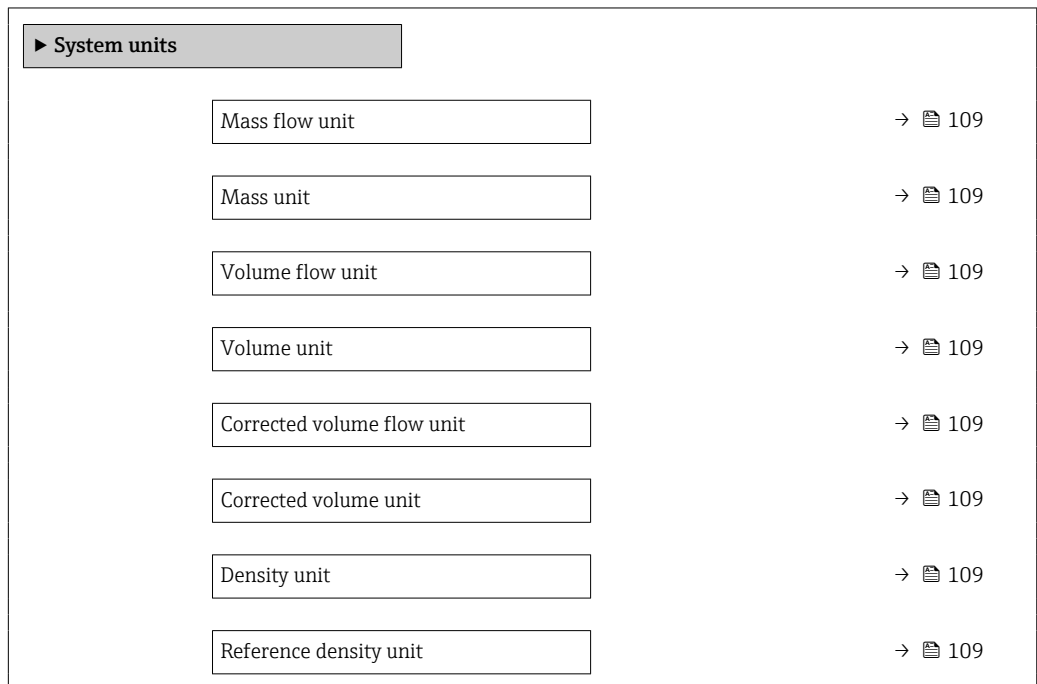 ▶ System units
Mass flow unit → 109
Mass unit → 109
Volume flow unit → 109
Volume unit → 109
Corrected volume flow unit → 109
Corrected volume unit → 109
Density unit → 109
Reference density unit → 109